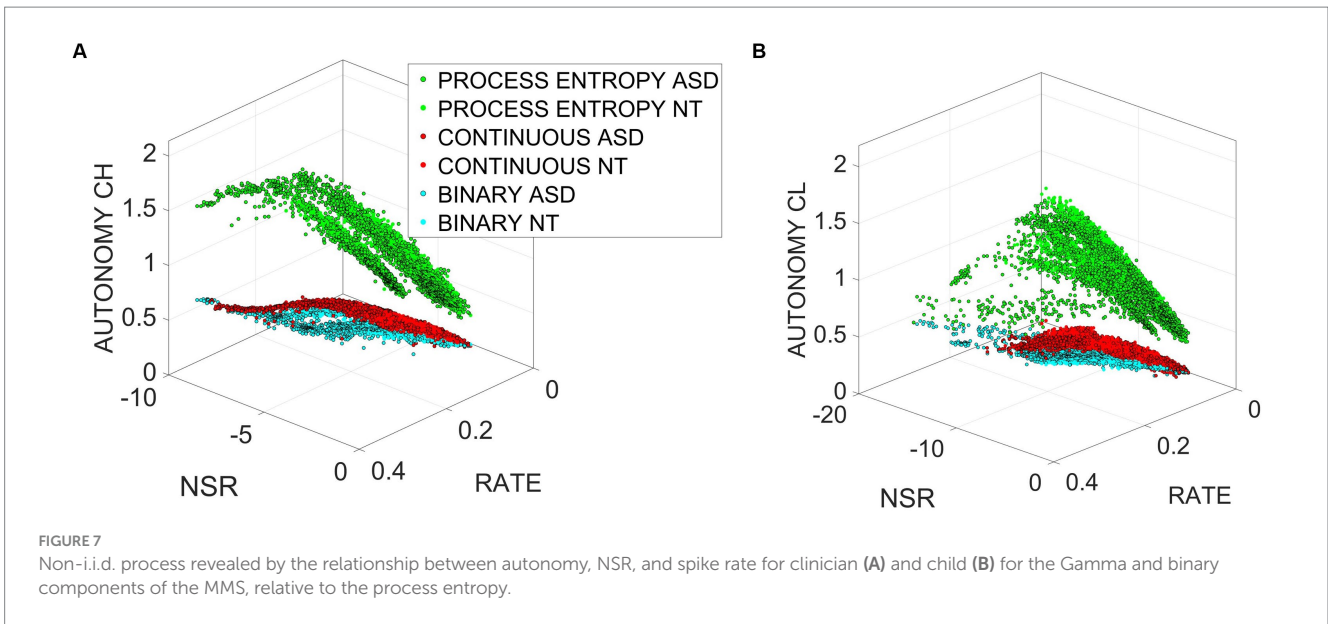 A
PROCESS ENTROPY ASD
PROCESS ENTROPY NT
CONTINUOUS ASD
CONTINUOUS NT
BINARY ASD
BINARY NT
AUTONOMY CH
2
1.5
1
0.5
0
-10
-5
0
0.4
0.2
0
NSR
RATE
B
AUTONOMY CL
2
1.5
1
0.5
0
-20
-10
0
0.4
0.2
0
NSR
RATE
FIGURE 7
Non-i.i.d. process revealed by the relationship between autonomy, NSR, and spike rate for clinician (A) and child (B) for the Gamma and binary
components of the MMS, relative to the process entropy.